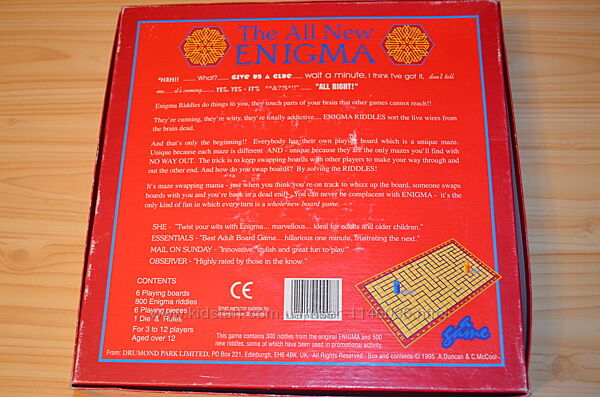 The All New
ENIGMA
"HZH!! ....... What?..... GIVE US A CLUE...... wait a minute, I think I've got it, don't tell
me..... it's coming......... YES, YES - IT'S **&??$*!!" ..... "ALL RIGHT!"
Enigma Riddles do things to you, they touch parts of your brain that other games cannot reach!!
They're cunning, they're witty, they're totally addictive.... ENIGMA RIDDLES sort the live wires from
the brain dead.
And that's only the beginning!! Everybody has their own playing board which is a unique maze.
Unique because each maze is different AND - unique because they are the only mazes you'll find with
NO WAY OUT. The trick is to keep swapping boards with other players to make your way through and
out the other end. And how do you swap boards? By solving the RIDDLES!
It's maze swapping mania - just when you think you're on track to whizz up the board, someone swaps
boards with you and you're back in a dead end! You can never be complacent with ENIGMA - it's the
only kind of fun in which every turn is a whole new board game.
SHE - "Twist your wits with Enigma.... marvellous... ideal for adults and older children."
ESSENTIALS - "Best Adult Board Game... hillarious one minute, frustrating the next."
MAIL ON SUNDAY - "Innovative, stylish and great fun to play".
OBSERVER - "Highly rated by those in the know."
CONTENTS
6 Playing boards
800 Enigma riddles
6 Playing pieces
1 Die & Rules
For 3 to 12 players
Aged over 12
CE
a game
This game contains 300 riddles from the original ENIGMA and 500
new riddles, some of which have been used in promotional activity.
From: DRUMOND PARK LIMITED, PO BOX 221, Edinburgh, EH6 4BK, UK. All Rights Reserved. Box and contents © 1995 A.Duncan & C.McCool